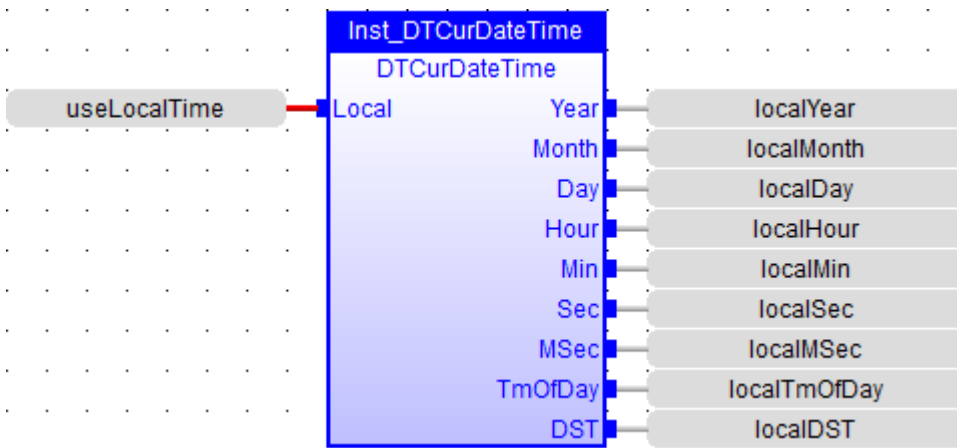 Inst_DTCurDateTime
DTCurDateTime
useLocalTime Local Year localYear
Month localMonth
Day localDay
Hour localHour
Min localMin
Sec localSec
MSec localMSec
TmOfDay localTmOfDay
DST localDST